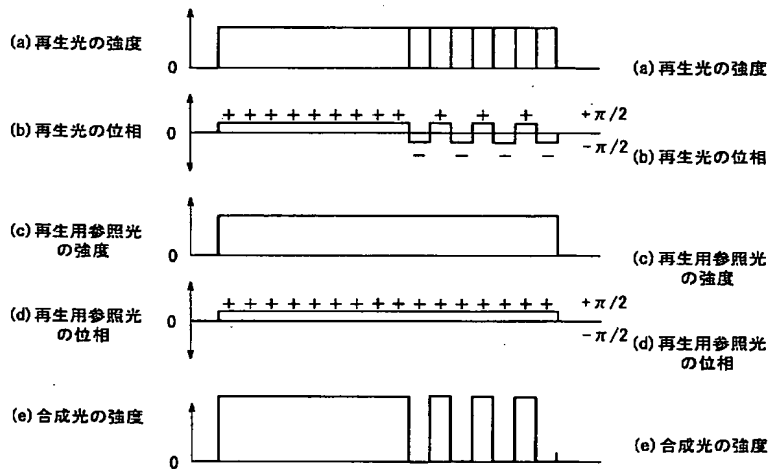 (a)再生光の強度
0
(a)再生光の強度
+ + + + + + + + + + + +
+π/2
(b)再生光の位相
0
−π/2
− − − −
(b)再生光の位相
(c)再生用参照光
の強度
0
(c)再生用参照光
の強度
+ + + + + + + + + + + + + + + +
+π/2
(d)再生用参照光
の位相
0
−π/2
(d)再生用参照光
の位相
(e)合成光の強度
0
(e)合成光の強度